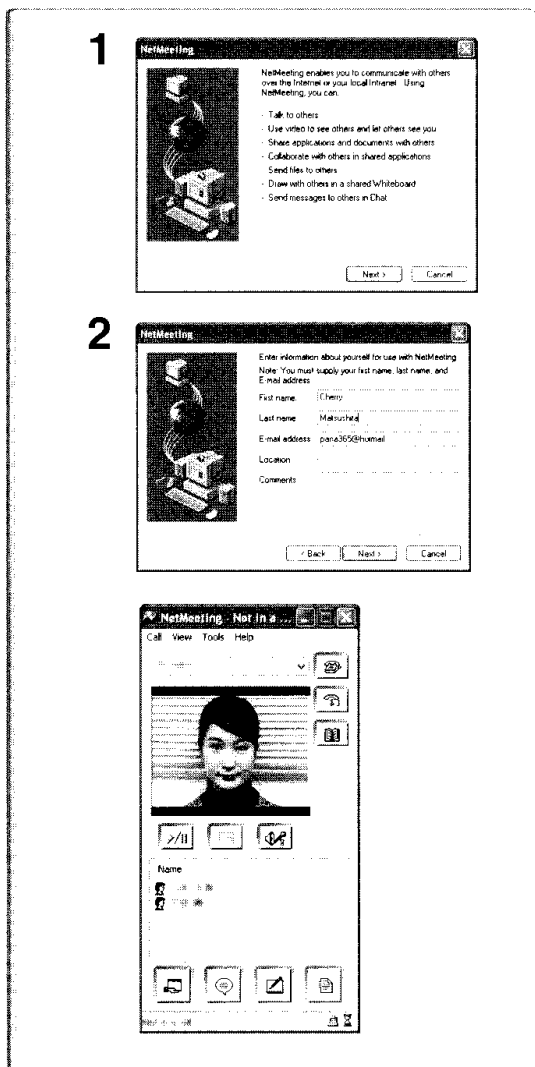 1
NetMeeting
NetMeeting enables you to communicate with others
over the Internet or your local Intranet. Using
NetMeeting, you can:
· Talk to others
· Use video to see others and let others see you
· Share applications and documents with others
· Collaborate with others in shared applications
Send files to others
· Draw with others in a shared Whiteboard
· Send messages to others in Chat
Next >
Cancel
2
NetMeeting
Enter information about yourself for use with NetMeeting
Note: You must supply your first name, last name, and
E-mail address
First name:
Cherry
Last name
Matsushita
E-mail address
pana365@hotmail
Location
Comments
< Back
Next >
Cancel
NetMeeting - Not in a ...
Call View Tools Help
Name